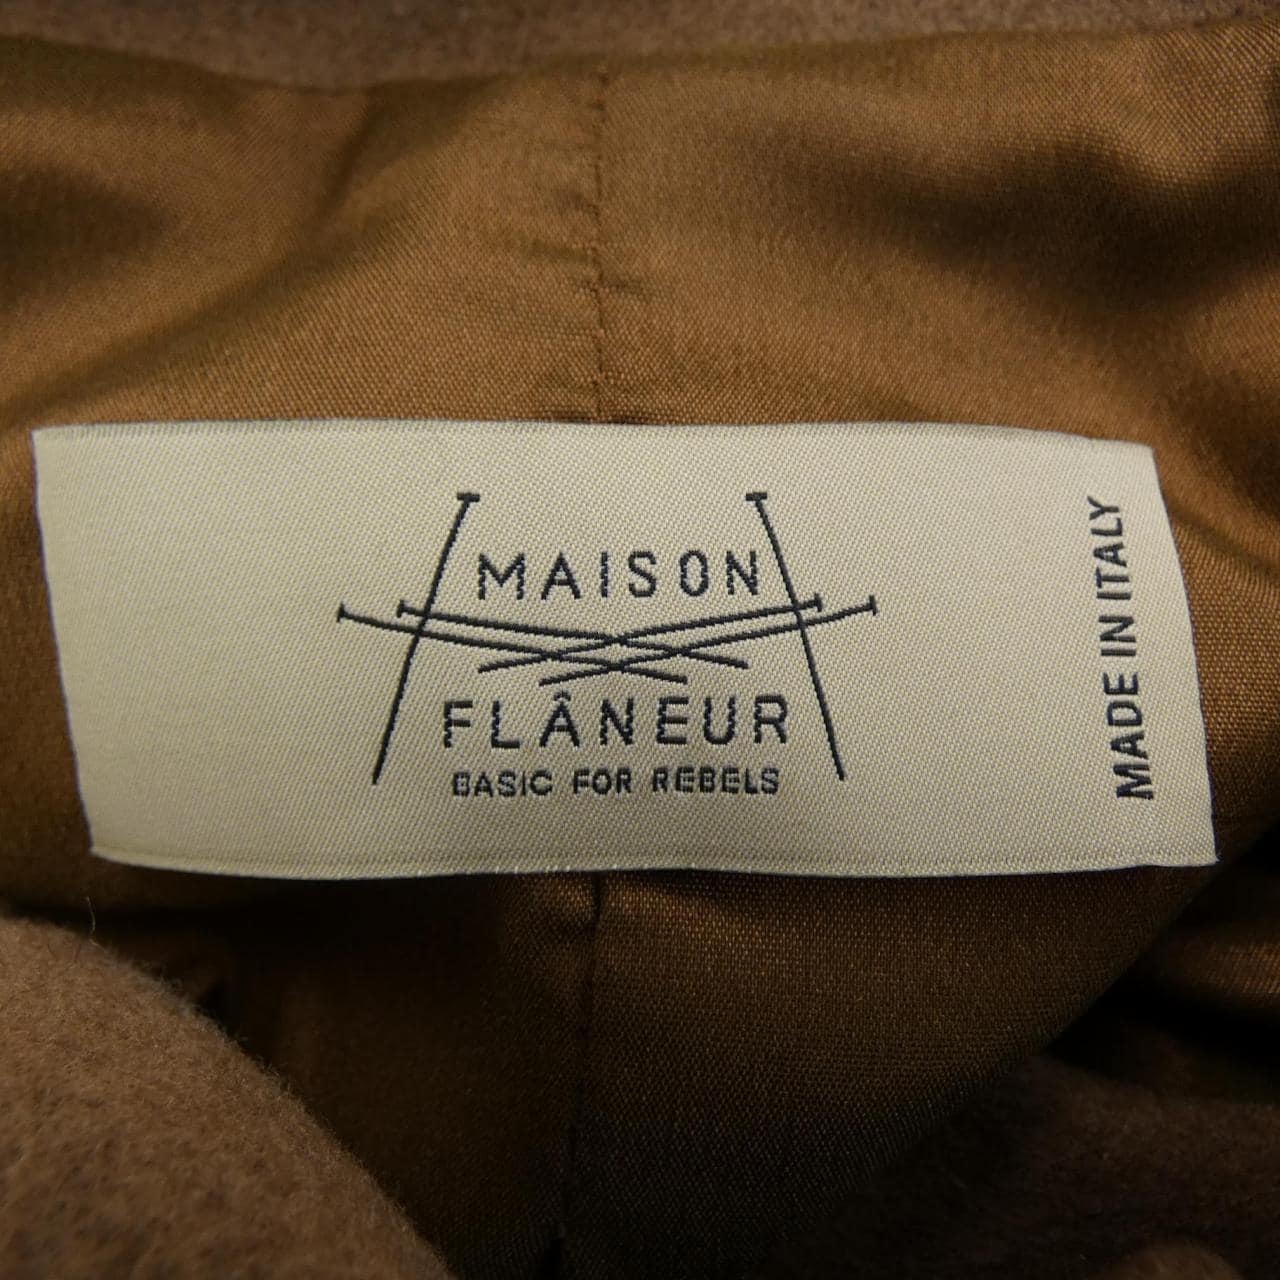 MAISON
FLÂNEUR
BASIC FOR REBELS
MADE IN ITALY